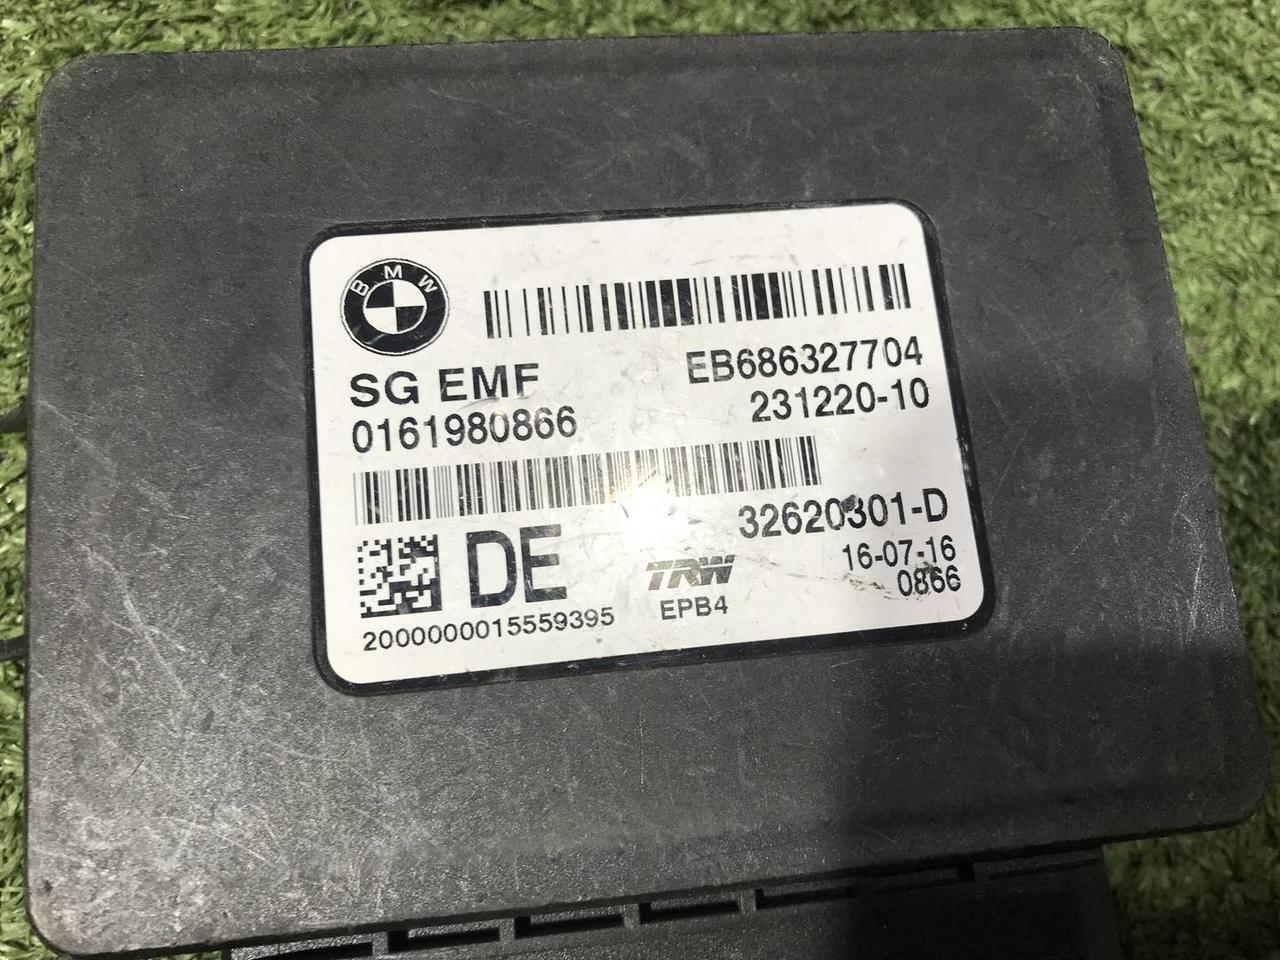 BMW
EB686327704
SG EMF
231220-10
0161980866
32620301-D
DE
TRW
16-07-16
0866
EPB4
2000000015559395